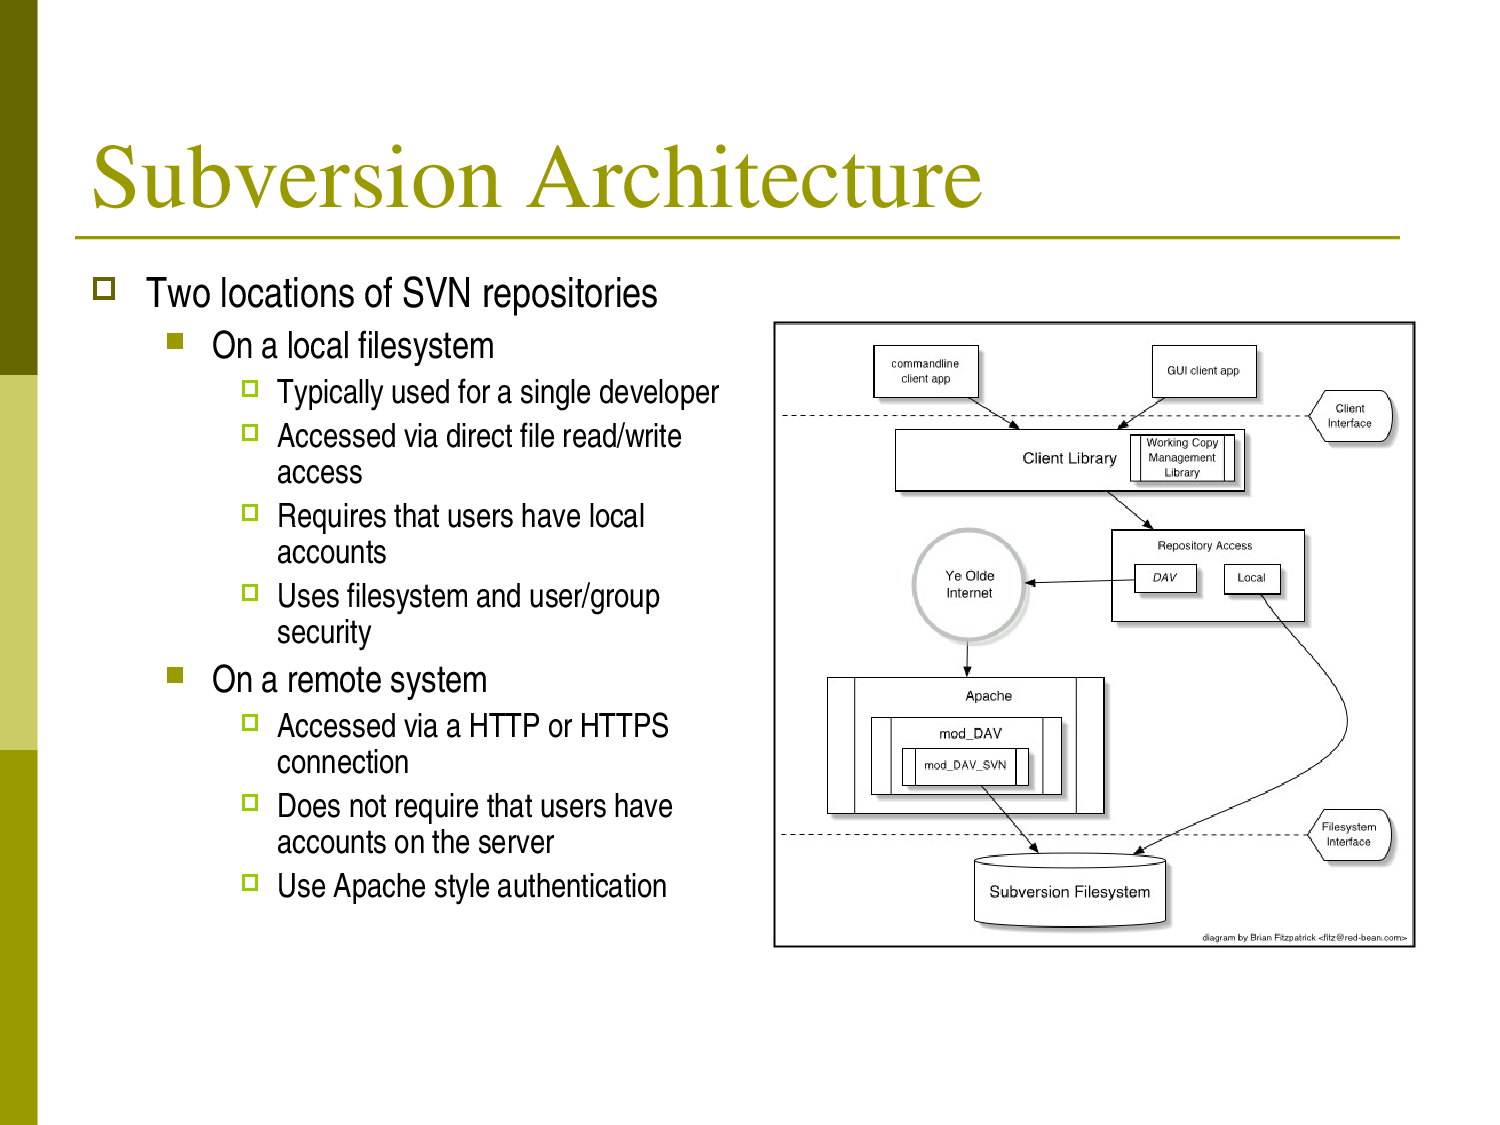 Subversion Architecture
Two locations of SVN repositories
On a local filesystem
Typically used for a single developer
Accessed via direct file read/write
access
Requires that users have local
accounts
Uses filesystem and user/group
security
On a remote system
Accessed via a HTTP or HTTPS
connection
Does not require that users have
accounts on the server
Use Apache style authentication
commandline
client app
GUI client app
Client
Interface
Client Library
Working Copy
Management
Library
Repository Access
DAV
Local
Ye Olde
Internet
Apache
mod_DAV
mod_DAV_SVN
Filesystem
Interface
Subversion Filesystem
diagram by Brian Fitzpatrick <fitz@red-bean.com>